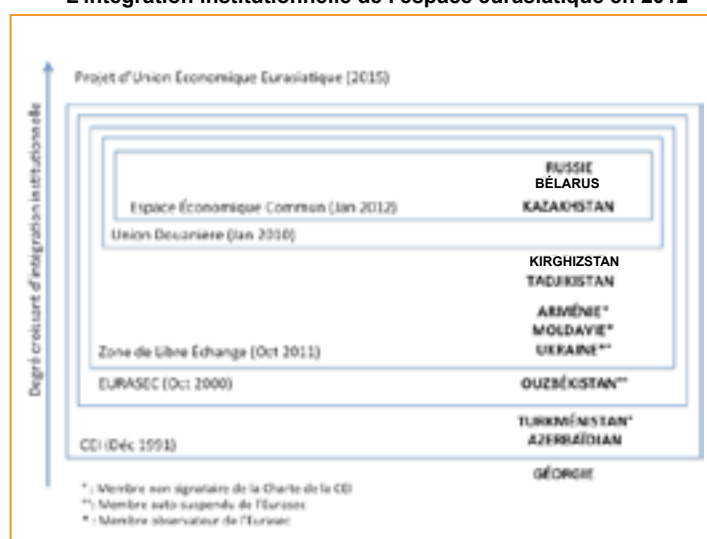 L'intégration institutionnelle de l'espace eurasiatique en 2012
Projet d'Union Économique Eurasiatique (2015)
Degré croissant d'intégration institutionnelle
RUSSIE
BÉLARUS
Espace Économique Commun (Jan 2012) KAZAKHSTAN
Union Douanière (Jan 2010)
KIRGHIZSTAN
TADJIKISTAN
ARMÉNIE*
MOLDAVIE*
Zone de Libre Échange (Oct 2011) UKRAINE**
EURASEC (Oct 2000) OUZBÉKISTAN**
TURKMÉNISTAN*
AZERBAÏDJAN
CEI (Déc 1991)
GÉORGIE
* : Membre non signataire de la Charte de la CEI
**: Membre auto-suspendu de l'Eurasec
* : Membre observateur de l'Eurasec